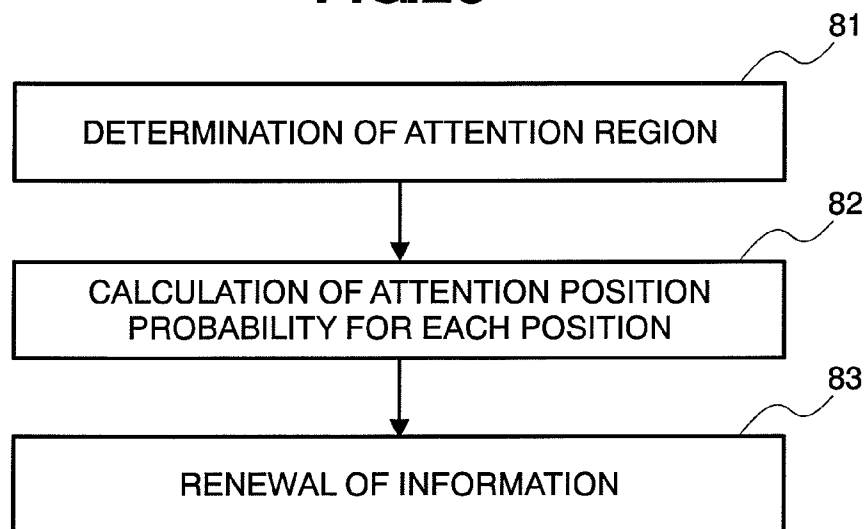 81
DETERMINATION OF ATTENTION REGION
82
CALCULATION OF ATTENTION POSITION
PROBABILITY FOR EACH POSITION
83
RENEWAL OF INFORMATION